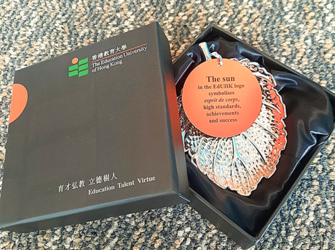 香港教育大學
The Education University
of Hong Kong
育才弘教 立德樹人
Education Talent Virtue
The sun
in the EdUHK logo
symbolises
esprit de corps,
high standards,
achievements
and success